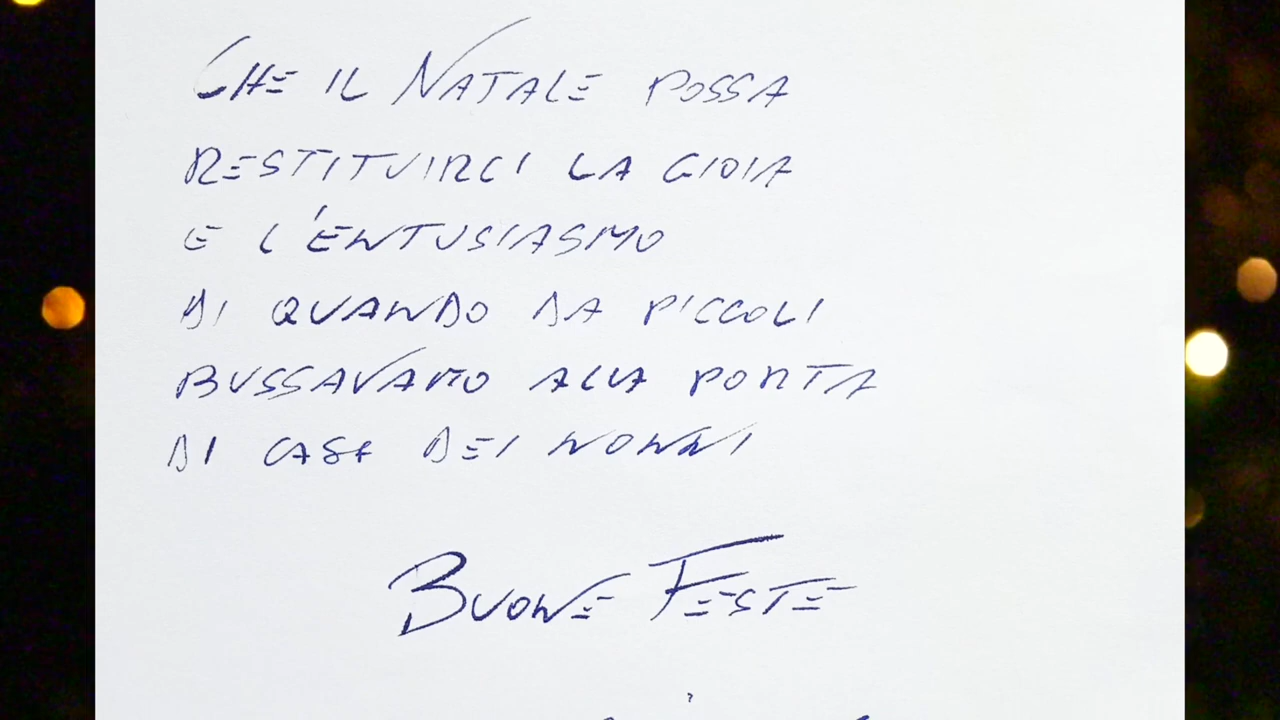 CHE IL NATALE POSSA
RESTITUIRCI LA GIOIA
E L'ENTUSIASMO
DI QUANDO DA PICCOLI
BUSSAVAMO ALLA PORTA
DI CASA DEI NONNI
BUONE FESTE